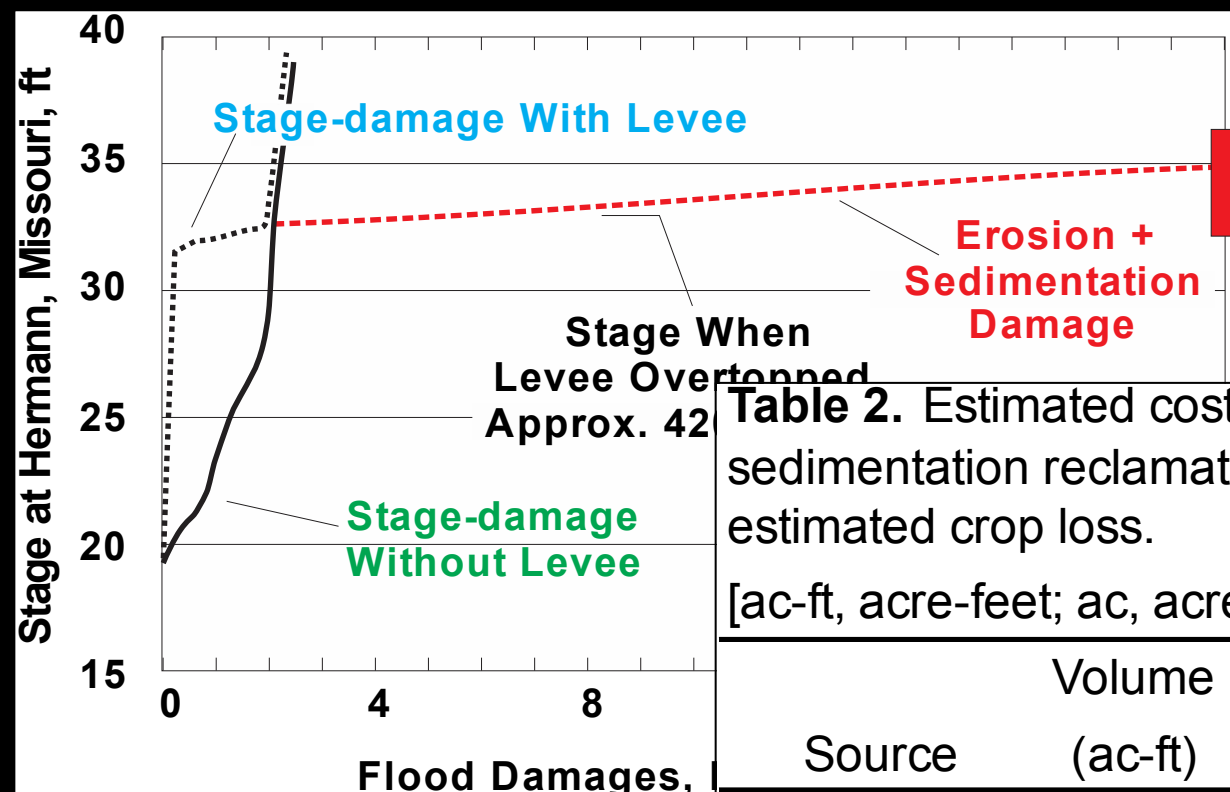 40
Stage at Hermann, Missouri, ft
Stage-damage With Levee
35
Erosion +
Sedimentation
Damage
30
Stage When
Levee Overtopped
Approx. 42
25
Stage-damage
Without Levee
20
15
0 4 8
Flood Damages,
Table 2. Estimated cost
sedimentation reclamat
estimated crop loss.
[ac-ft, acre-feet; ac, acre
Volume
Source (ac-ft)